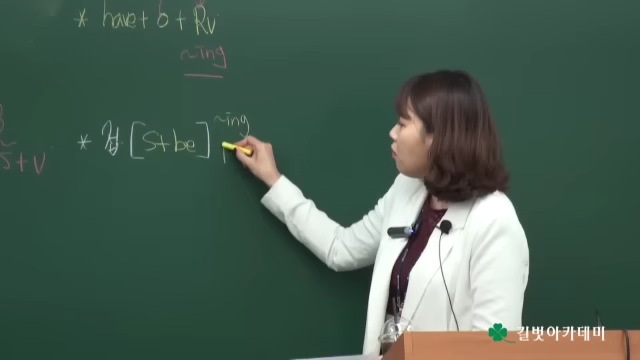 * have + o + Rv
~ing
* 접 [S + be] ~ing
S + V
길벗아카데미